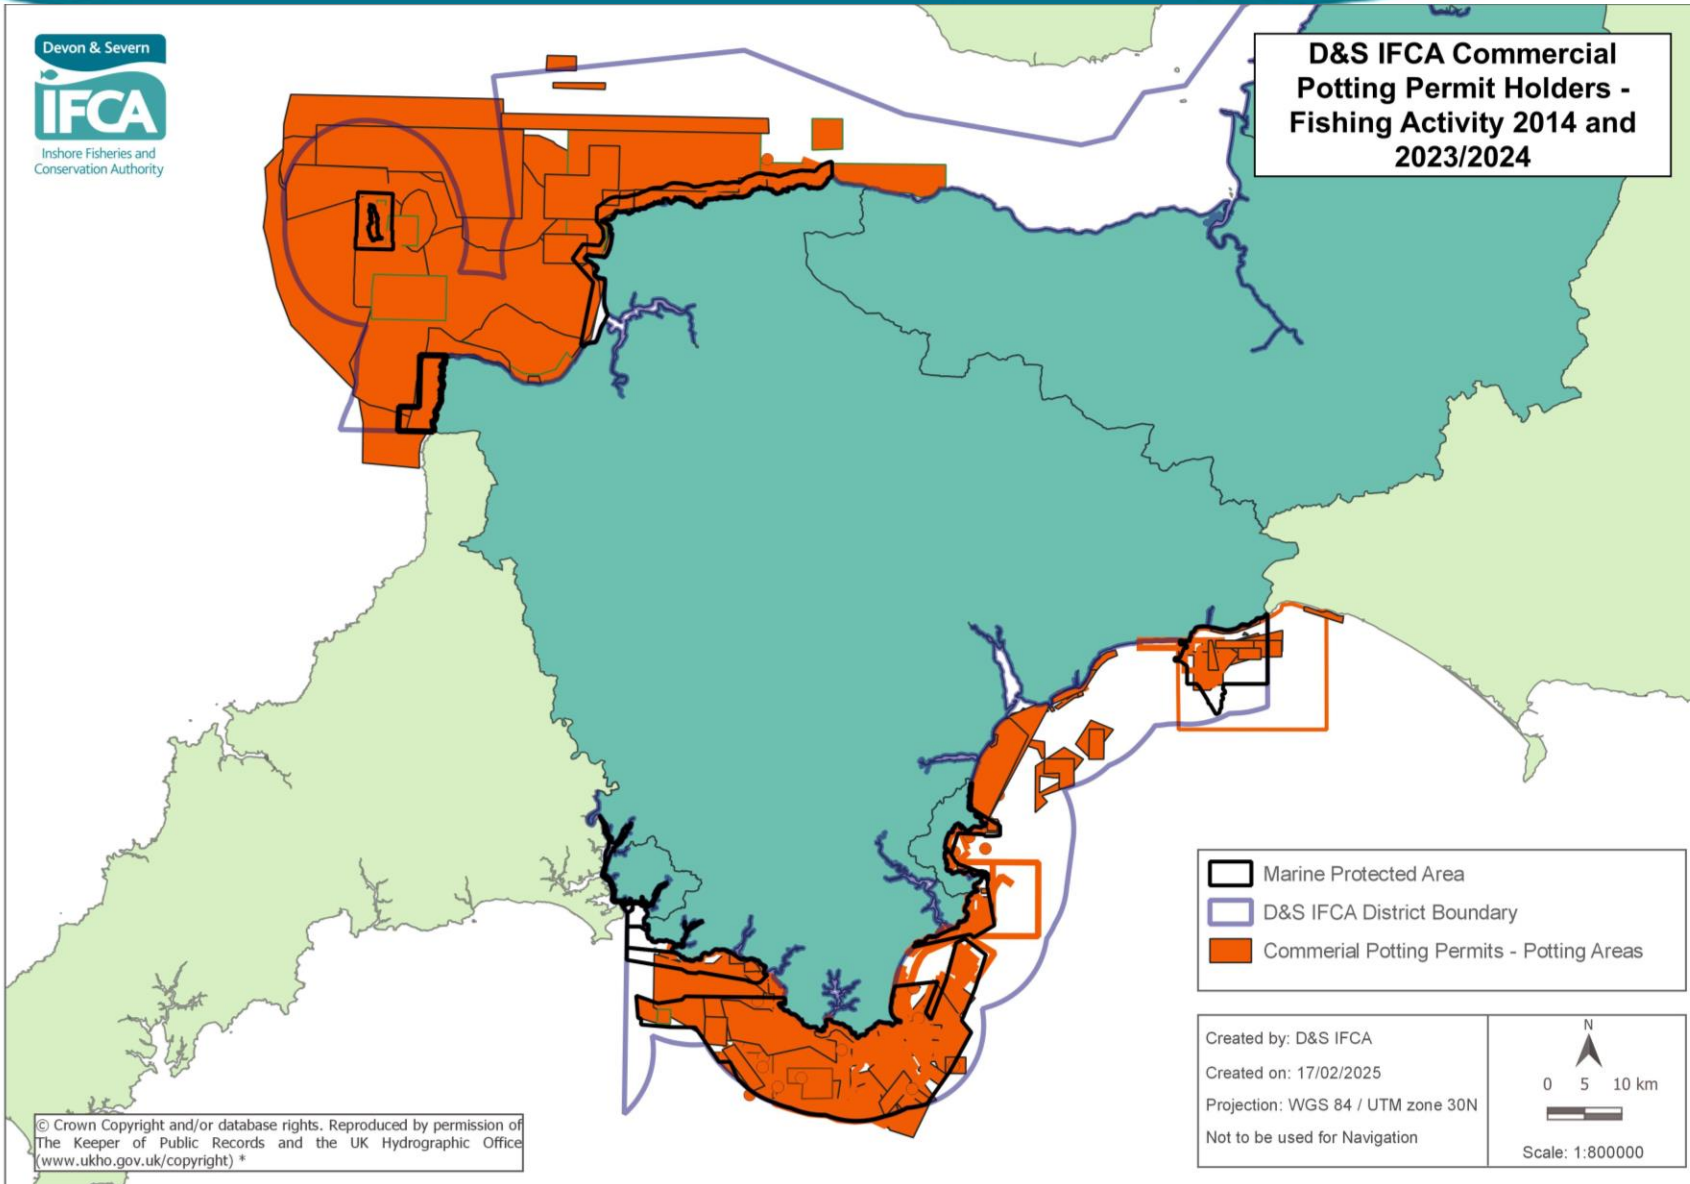 Devon & Severn
IFCA
Inshore Fisheries and
Conservation Authority
D&S IFCA Commercial
Potting Permit Holders -
Fishing Activity 2014 and
2023/2024
Marine Protected Area
D&S IFCA District Boundary
Commerial Potting Permits - Potting Areas
Created by: D&S IFCA
Created on: 17/02/2025
Projection: WGS 84 / UTM zone 30N
Not to be used for Navigation
N
0 5 10 km
Scale: 1:800000
© Crown Copyright and/or database rights. Reproduced by permission of
The Keeper of Public Records and the UK Hydrographic Office
(www.ukho.gov.uk/copyright) *